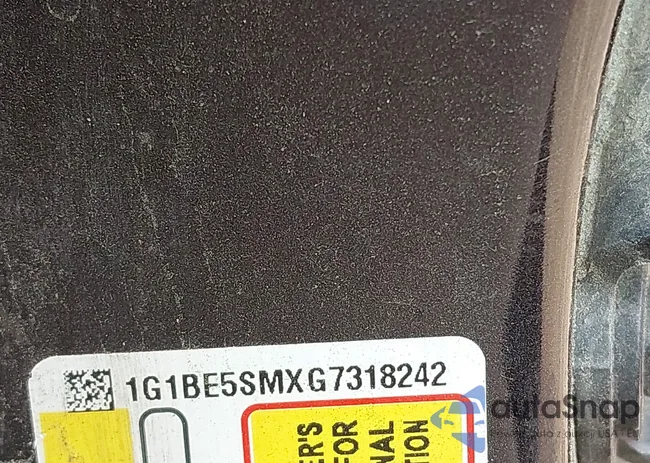 1G1BE5SMXG7318242
ER'S
FOR
NAL
TION
autoSnap